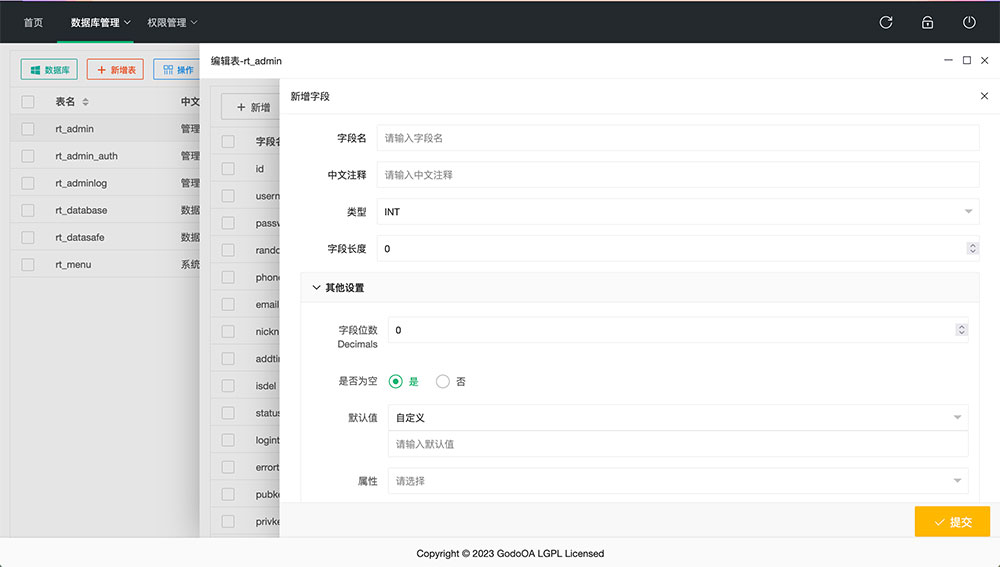 首页 数据库管理 权限管理
编辑表-rt_admin
数据库 新增表 操作
新增字段
表名 中文
新增
rt_admin 管理
rt_admin_auth 管理
rt_adminlog 管理
rt_database 数据
rt_datasafe 数据
rt_menu 系统
字段名
id
usern
passw
rando
phon
email
nickn
addti
isdel
status
logint
errort
pubke
privke
字段名 请输入字段名
中文注释 请输入中文注释
类型 INT
字段长度 0
其他设置
字段位数 0
Decimals
是否为空 是 否
默认值 自定义
请输入默认值
属性 请选择
提交
Copyright © 2023 GodoOA LGPL Licensed